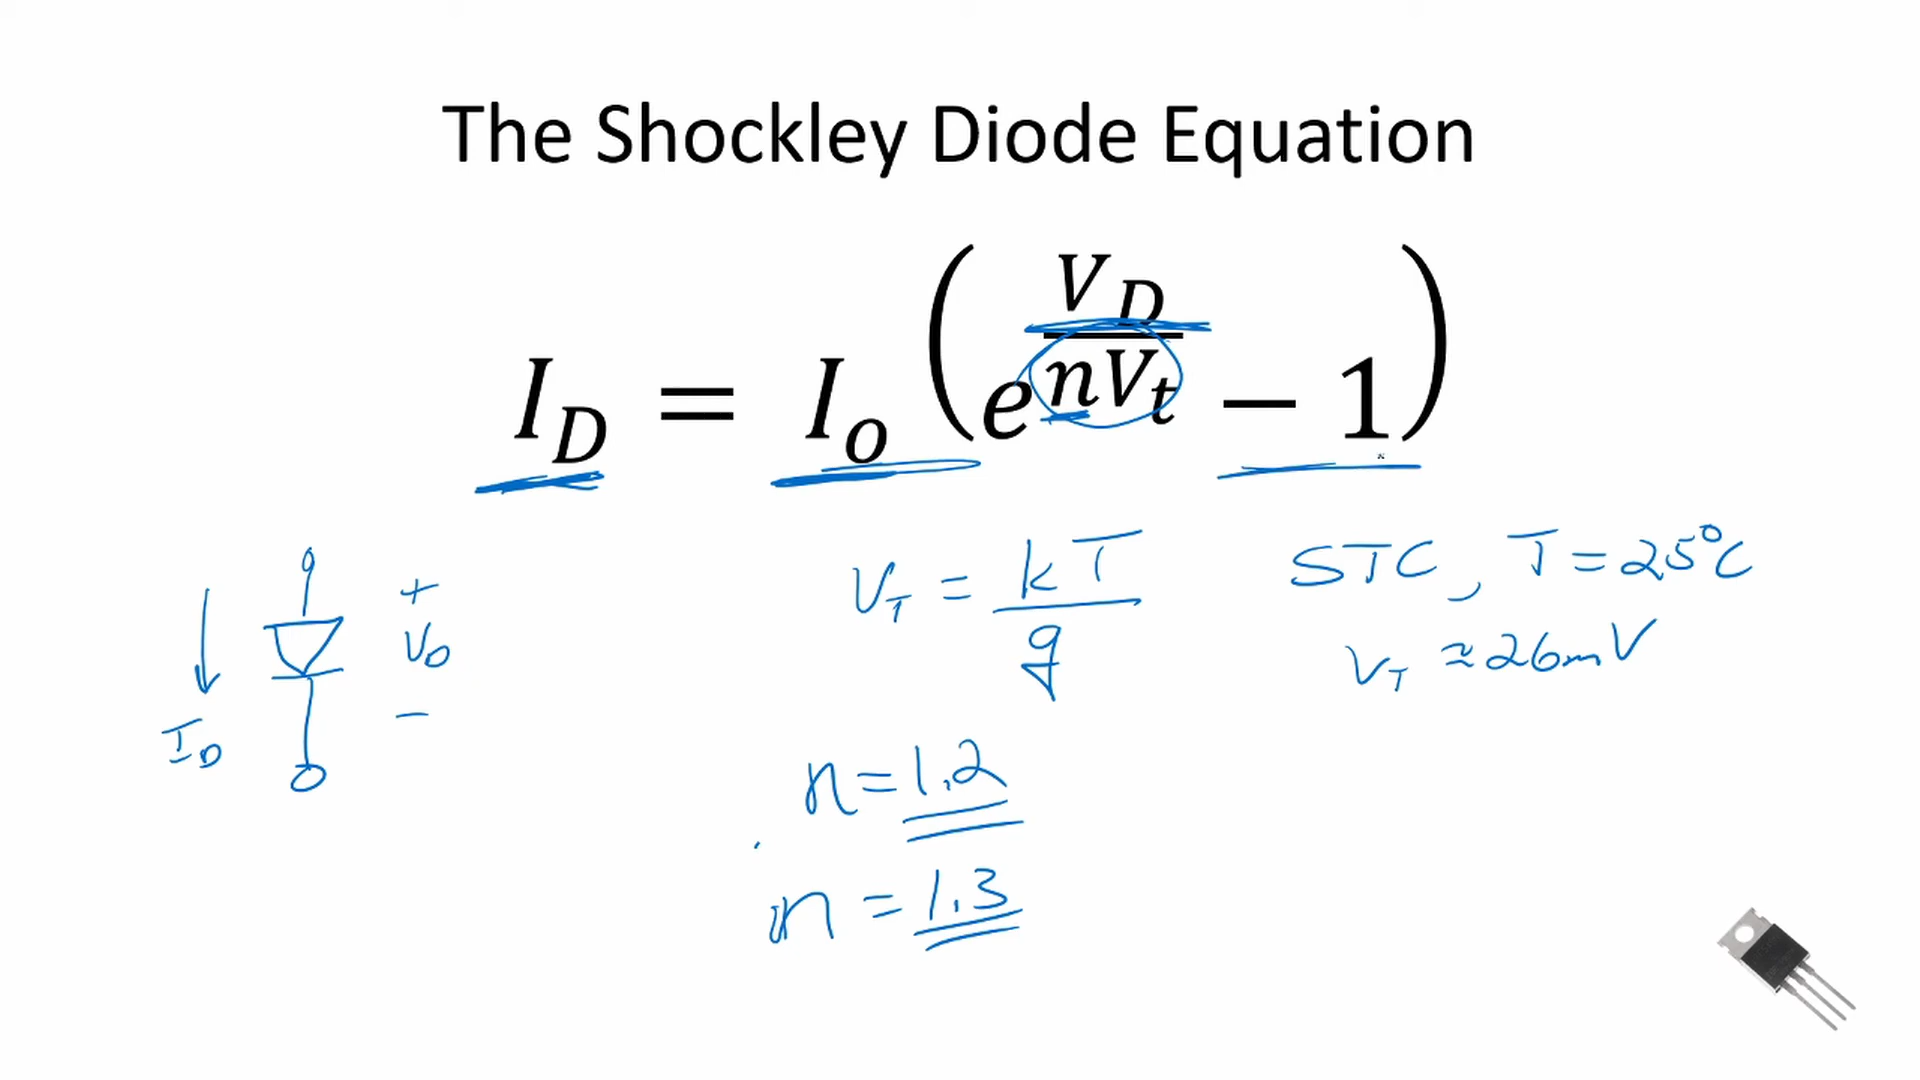 The Shockley Diode Equation
I_D = I_o (e^{V_D / nV_t} − 1)
V_T = kT / q
STC, T = 25°C
V_T ≈ 26mV
+
V_D
−
I_D
n = 1.2
n = 1.3